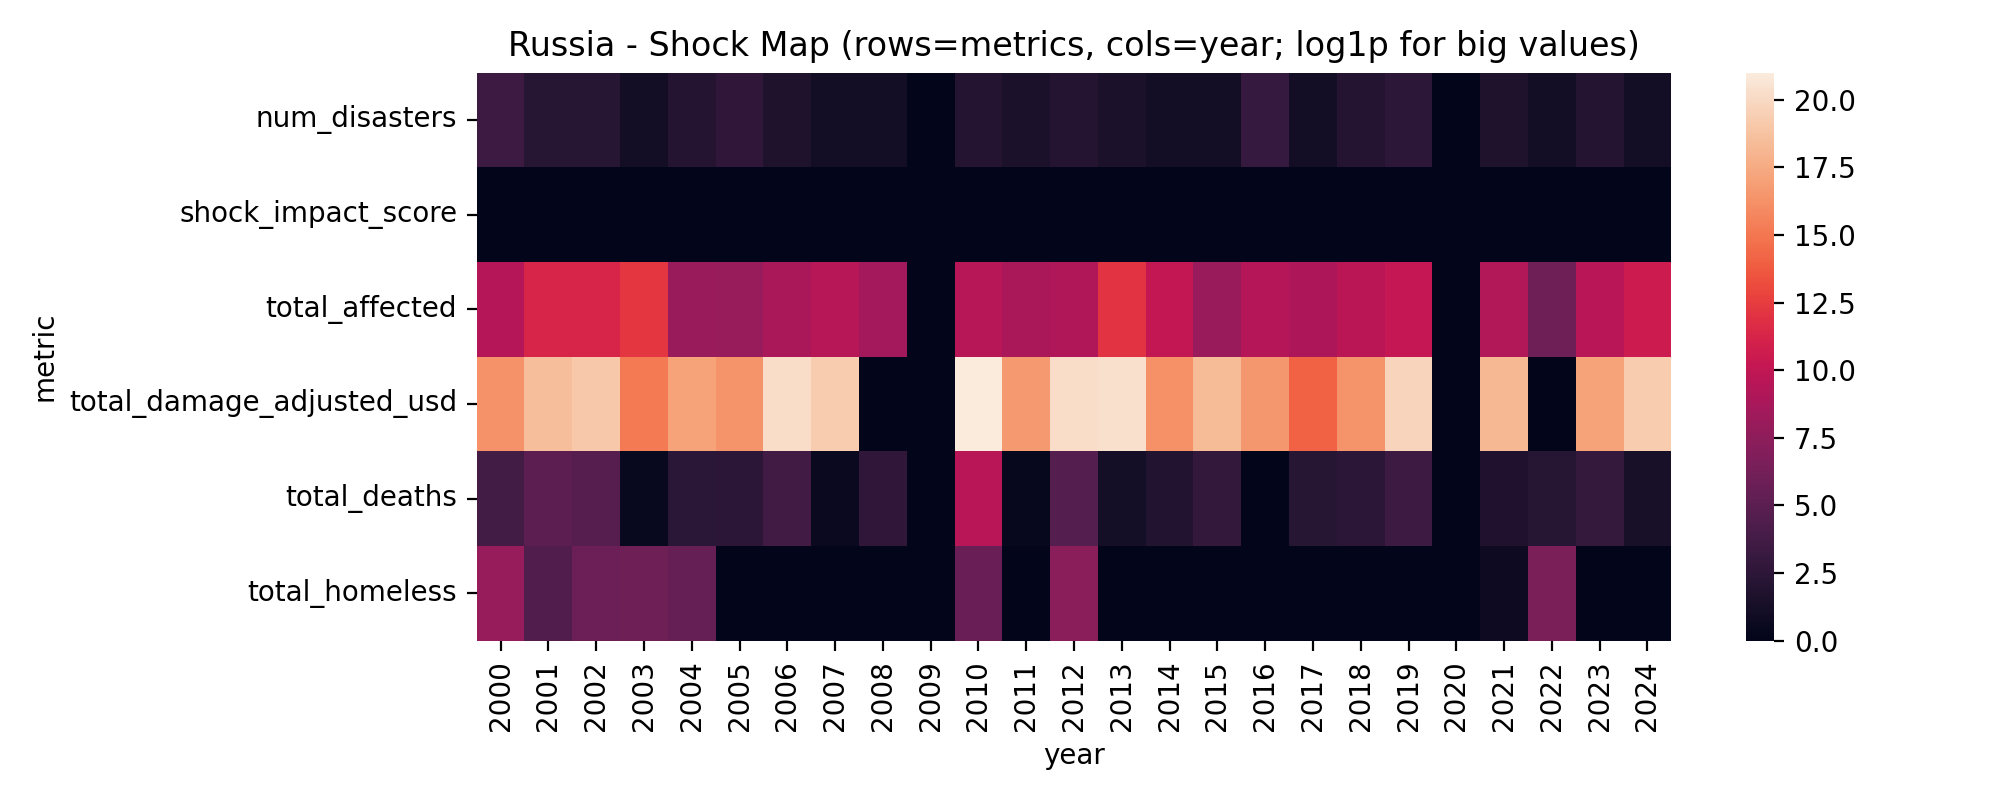 Russia - Shock Map (rows=metrics, cols=year; log1p for big values)
metric
num_disasters
shock_impact_score
total_affected
total_damage_adjusted_usd
total_deaths
total_homeless
2000 2001 2002 2003 2004 2005 2006 2007 2008 2009 2010 2011 2012 2013 2014 2015 2016 2017 2018 2019 2020 2021 2022 2023 2024
year
20.0
17.5
15.0
12.5
10.0
7.5
5.0
2.5
0.0